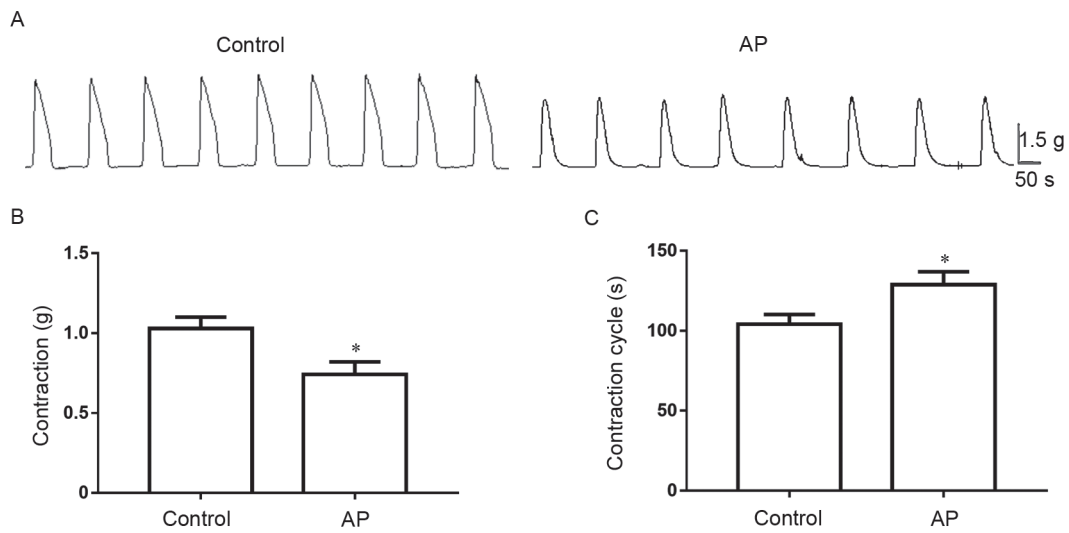 A
Control
AP
1.5 g
50 s
B
C
Contraction (g)
1.5
1.0
0.5
0
*
Control
AP
Contraction cycle (s)
150
100
50
0
*
Control
AP